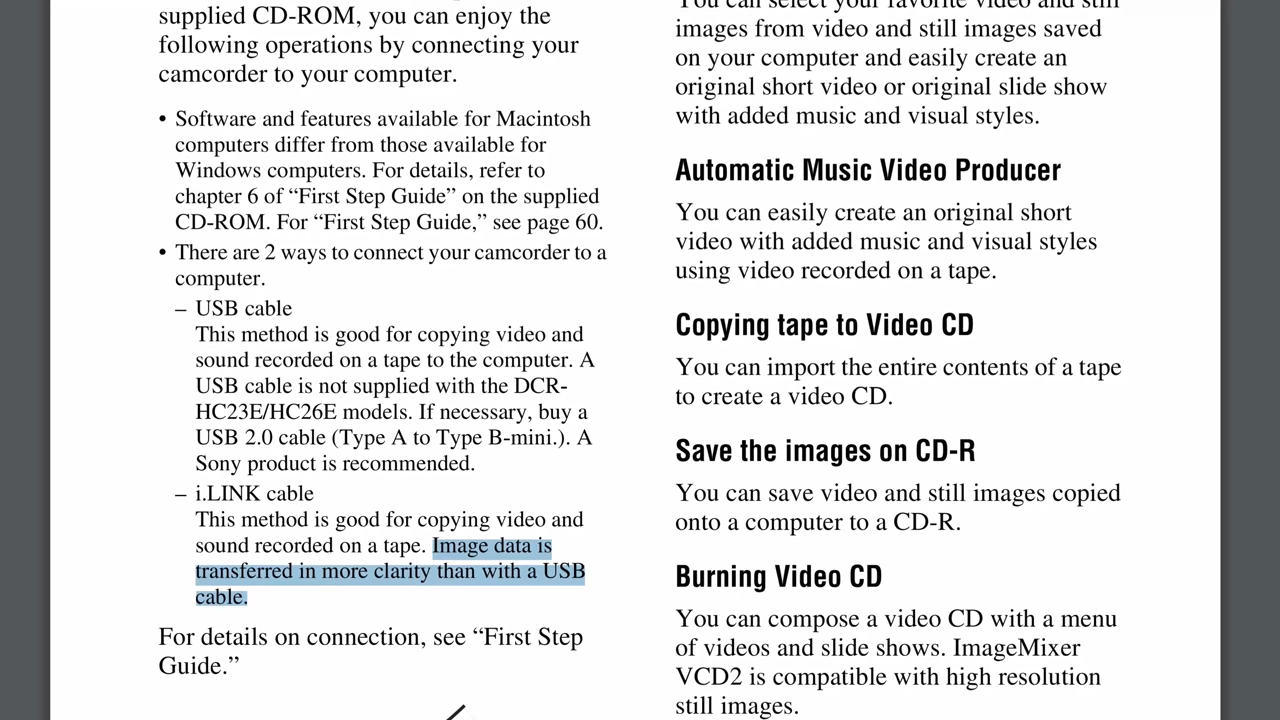 supplied CD-ROM, you can enjoy the
following operations by connecting your
camcorder to your computer.
• Software and features available for Macintosh
computers differ from those available for
Windows computers. For details, refer to
chapter 6 of “First Step Guide” on the supplied
CD-ROM. For “First Step Guide,” see page 60.
• There are 2 ways to connect your camcorder to a
computer.
– USB cable
This method is good for copying video and
sound recorded on a tape to the computer. A
USB cable is not supplied with the DCR-
HC23E/HC26E models. If necessary, buy a
USB 2.0 cable (Type A to Type B-mini.). A
Sony product is recommended.
– i.LINK cable
This method is good for copying video and
sound recorded on a tape. Image data is
transferred in more clarity than with a USB
cable.
For details on connection, see “First Step
Guide.”
You can select your favorite video and still
images from video and still images saved
on your computer and easily create an
original short video or original slide show
with added music and visual styles.
Automatic Music Video Producer
You can easily create an original short
video with added music and visual styles
using video recorded on a tape.
Copying tape to Video CD
You can import the entire contents of a tape
to create a video CD.
Save the images on CD-R
You can save video and still images copied
onto a computer to a CD-R.
Burning Video CD
You can compose a video CD with a menu
of videos and slide shows. ImageMixer
VCD2 is compatible with high resolution
still images.